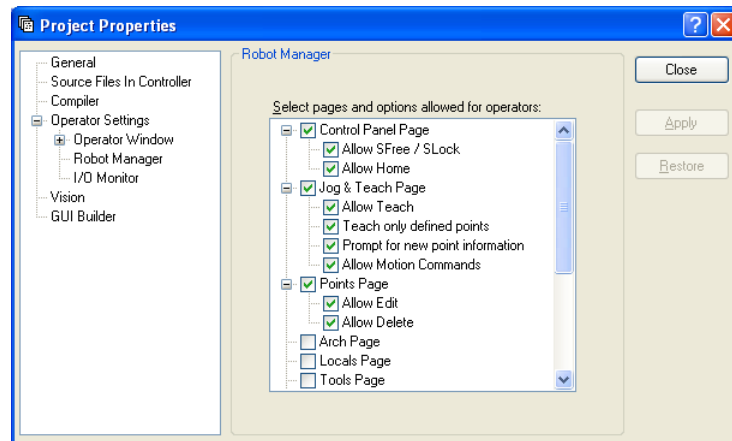 Project Properties
General
Source Files In Controller
Compiler
Operator Settings
Operator Window
Robot Manager
I/O Monitor
Vision
GUI Builder
Robot Manager
Select pages and options allowed for operators:
Control Panel Page
Allow SFree / SLock
Allow Home
Jog & Teach Page
Allow Teach
Teach only defined points
Prompt for new point information
Allow Motion Commands
Points Page
Allow Edit
Allow Delete
Arch Page
Locals Page
Tools Page
Close
Apply
Restore